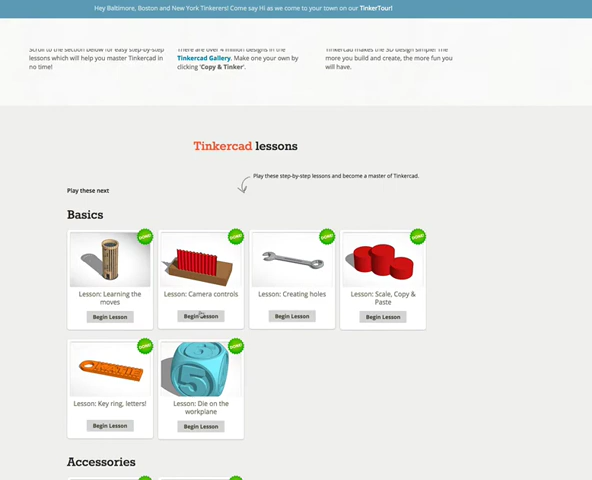 Hey Baltimore, Boston and New York Tinkerers! Come say Hi as we come to your town on our TinkerTour!
Scroll to the section below for easy step-by-step
lessons which will help you master Tinkercad in
no time!
There are over 4 million designs in the
Tinkercad Gallery. Make one your own by
clicking 'Copy & Tinker'.
Tinkercad makes the 3D design simple! The
more you build and create, the more fun you
will have.
Tinkercad lessons
Play these step-by-step lessons and become a master of Tinkercad.
Play these next
Basics
DONE!
DONE!
DONE!
DONE!
Lesson: Learning the
moves
Begin Lesson
Lesson: Camera controls
Begin Lesson
Lesson: Creating holes
Begin Lesson
Lesson: Scale, Copy &
Paste
Begin Lesson
DONE!
DONE!
5
Lesson: Key ring, letters!
Begin Lesson
Lesson: Die on the
workplane
Begin Lesson
Accessories